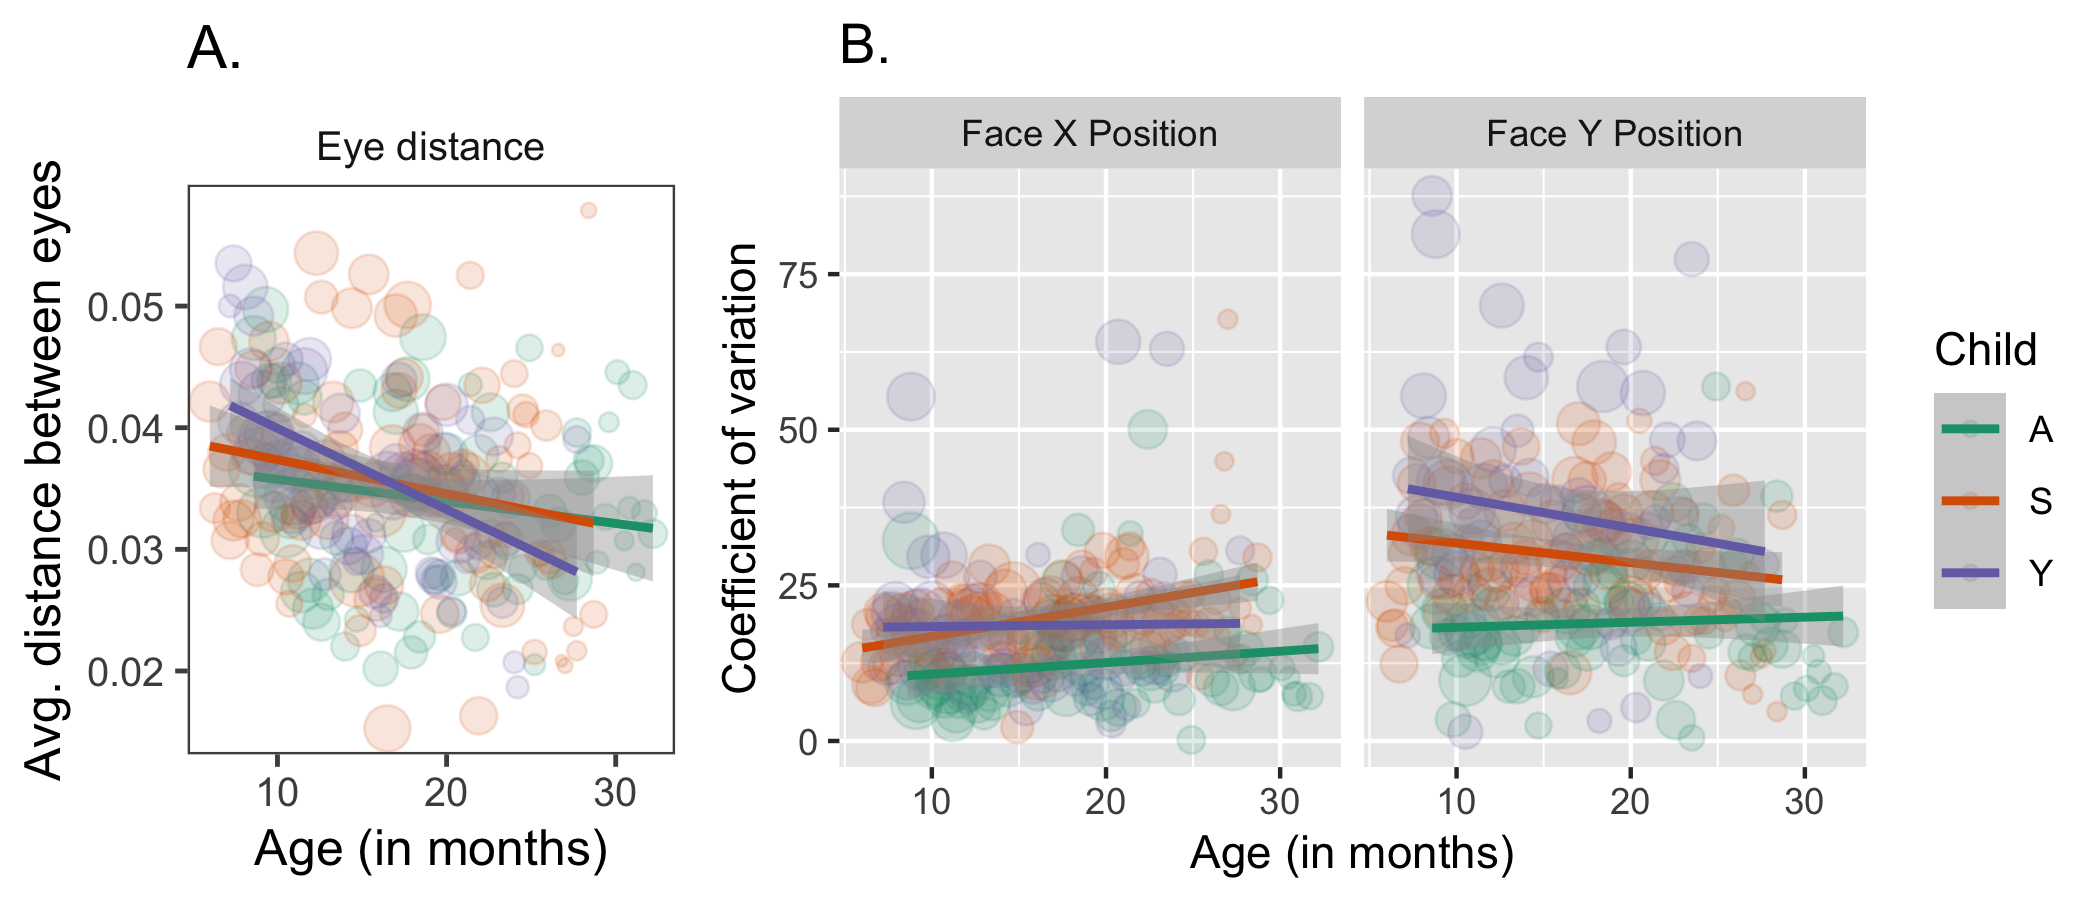 A.
Eye distance
Avg. distance between eyes
0.05
0.04
0.03
0.02
10 20 30
Age (in months)
B.
Face X Position Face Y Position
Coefficient of variation
75
50
25
0
10 20 30 10 20 30
Age (in months)
Child
A
S
Y